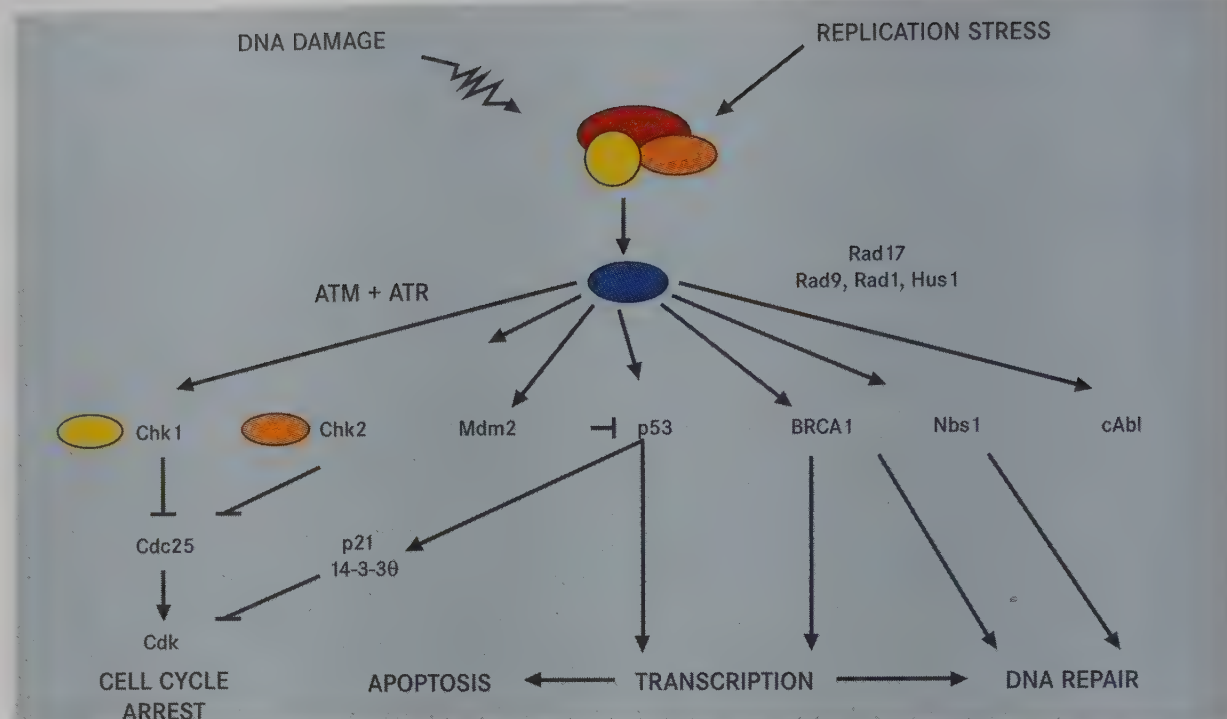 DNA DAMAGE
REPLICATION STRESS
Rad17
Rad9, Rad1, Hus1
ATM + ATR
Chk1
Chk2
Mdm2
p53
BRCA1
Nbs1
cAbl
Cdc25
p21
14-3-3θ
Cdk
CELL CYCLE
ARREST
APOPTOSIS
TRANSCRIPTION
DNA REPAIR